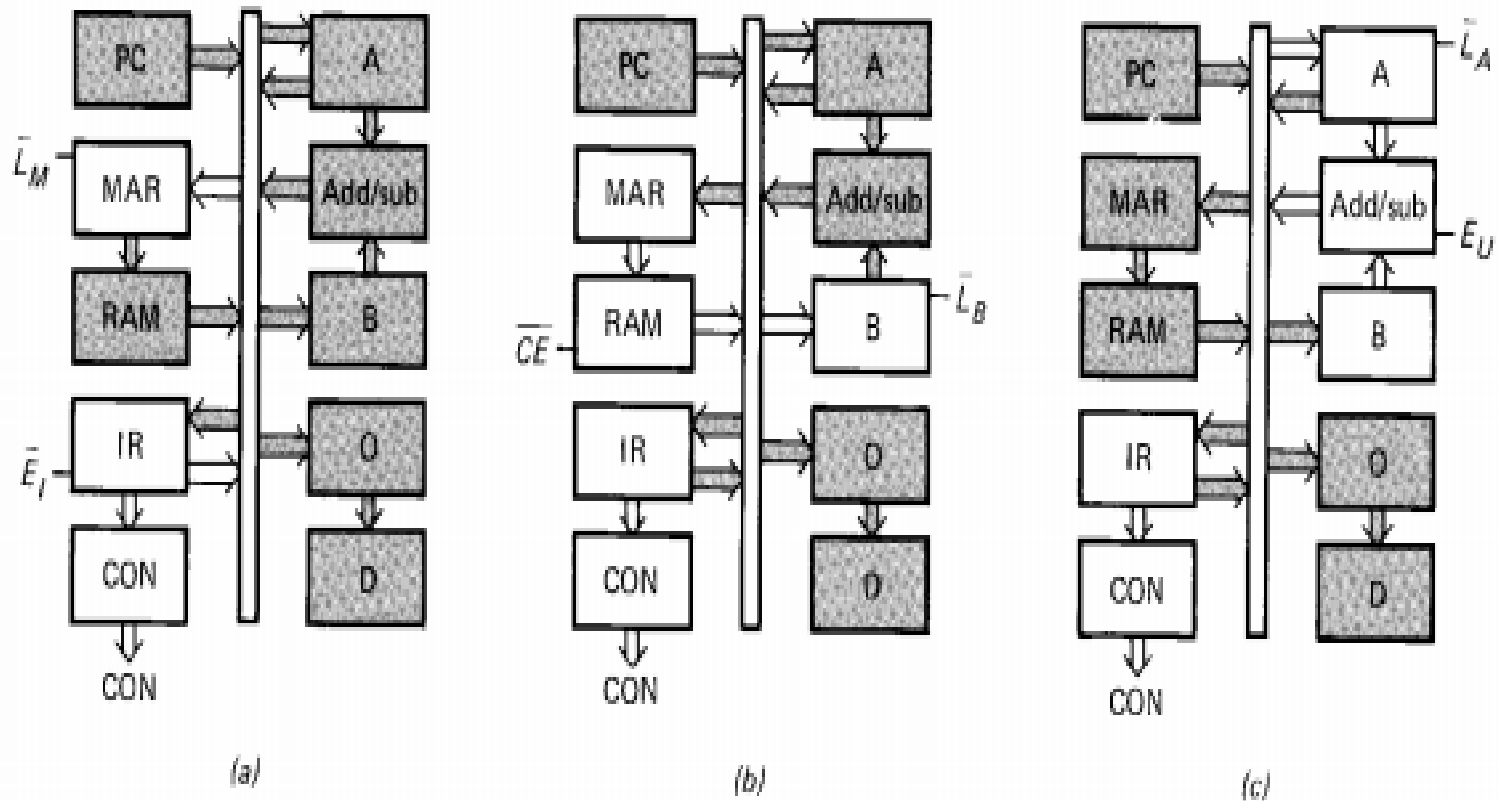 PC
A
L̄M
MAR
Add/sub
RAM
B
IR
O
ĒI
CON
D
CON
(a)
PC
A
MAR
Add/sub
RAM
B
L̄B
C̄Ē
IR
O
CON
D
CON
(b)
PC
A
L̄A
MAR
Add/sub
EU
RAM
B
IR
O
CON
D
CON
(c)